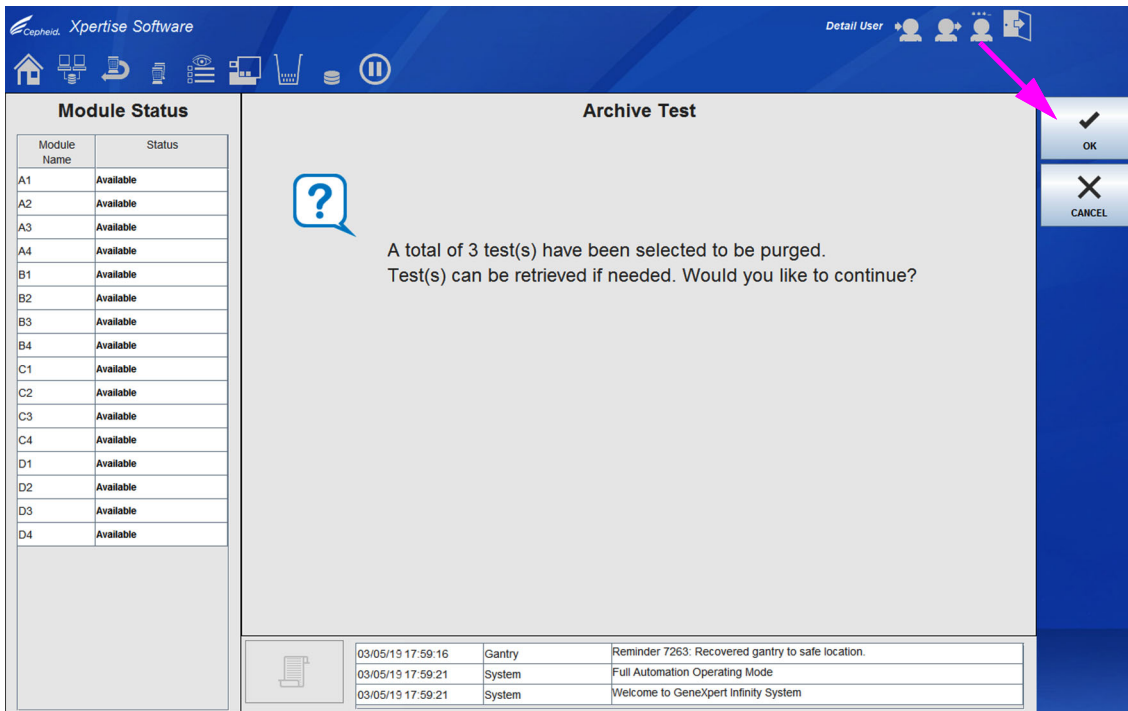 Cepheid. Xpertise Software
Detail User
Module Status
Module Name Status
A1 Available
A2 Available
A3 Available
A4 Available
B1 Available
B2 Available
B3 Available
B4 Available
C1 Available
C2 Available
C3 Available
C4 Available
D1 Available
D2 Available
D3 Available
D4 Available
Archive Test
?
A total of 3 test(s) have been selected to be purged.
Test(s) can be retrieved if needed. Would you like to continue?
OK
CANCEL
03/05/19 17:59:16 Gantry Reminder 7263: Recovered gantry to safe location.
03/05/19 17:59:21 System Full Automation Operating Mode
03/05/19 17:59:21 System Welcome to GeneXpert Infinity System